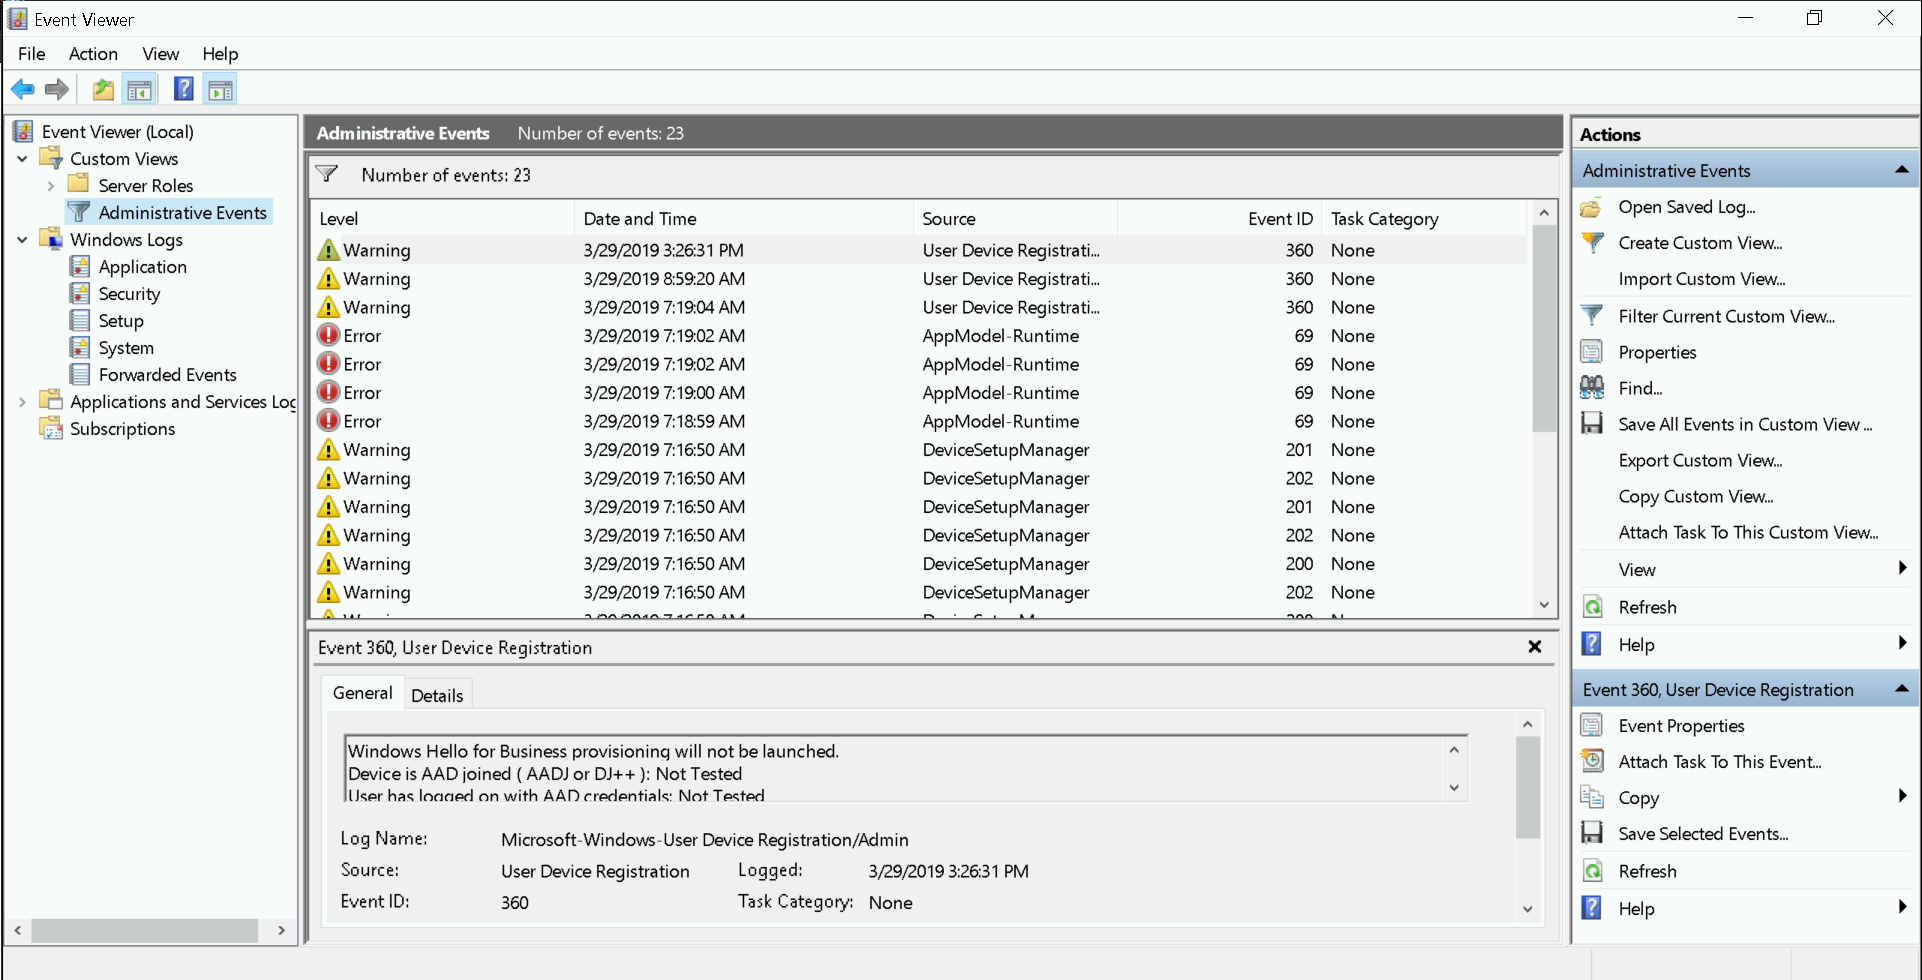 Event Viewer
File Action View Help
Event Viewer (Local)
Custom Views
Server Roles
Administrative Events
Windows Logs
Application
Security
Setup
System
Forwarded Events
Applications and Services Log
Subscriptions
Administrative Events Number of events: 23
Number of events: 23
Level Date and Time Source Event ID Task Category
Warning 3/29/2019 3:26:31 PM User Device Registrati... 360 None
Warning 3/29/2019 8:59:20 AM User Device Registrati... 360 None
Warning 3/29/2019 7:19:04 AM User Device Registrati... 360 None
Error 3/29/2019 7:19:02 AM AppModel-Runtime 69 None
Error 3/29/2019 7:19:02 AM AppModel-Runtime 69 None
Error 3/29/2019 7:19:00 AM AppModel-Runtime 69 None
Error 3/29/2019 7:18:59 AM AppModel-Runtime 69 None
Warning 3/29/2019 7:16:50 AM DeviceSetupManager 201 None
Warning 3/29/2019 7:16:50 AM DeviceSetupManager 202 None
Warning 3/29/2019 7:16:50 AM DeviceSetupManager 201 None
Warning 3/29/2019 7:16:50 AM DeviceSetupManager 202 None
Warning 3/29/2019 7:16:50 AM DeviceSetupManager 200 None
Warning 3/29/2019 7:16:50 AM DeviceSetupManager 202 None
Event 360, User Device Registration
General Details
Windows Hello for Business provisioning will not be launched.
Device is AAD joined ( AADJ or DJ++ ): Not Tested
User has logged on with AAD credentials: Not Tested
Log Name: Microsoft-Windows-User Device Registration/Admin
Source: User Device Registration Logged: 3/29/2019 3:26:31 PM
Event ID: 360 Task Category: None
Actions
Administrative Events
Open Saved Log...
Create Custom View...
Import Custom View...
Filter Current Custom View...
Properties
Find...
Save All Events in Custom View ...
Export Custom View...
Copy Custom View...
Attach Task To This Custom View...
View
Refresh
Help
Event 360, User Device Registration
Event Properties
Attach Task To This Event...
Copy
Save Selected Events...
Refresh
Help